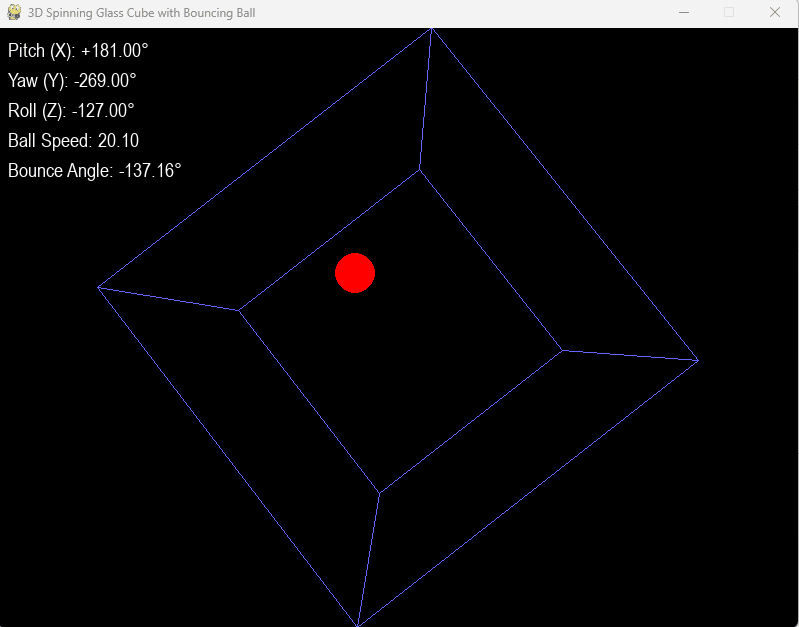 3D Spinning Glass Cube with Bouncing Ball
Pitch (X): +181.00°
Yaw (Y): -269.00°
Roll (Z): -127.00°
Ball Speed: 20.10
Bounce Angle: -137.16°